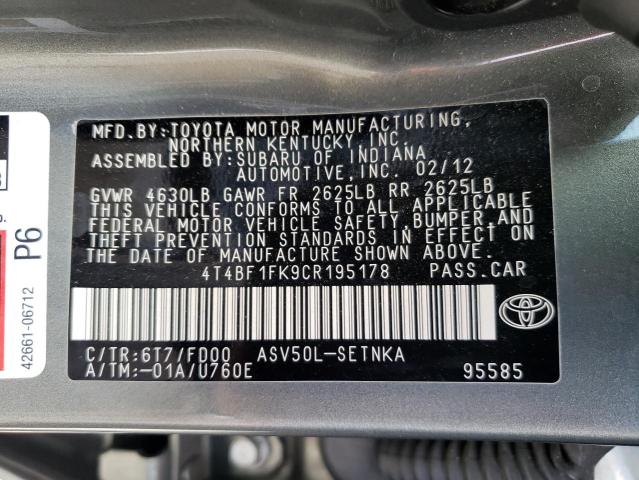 MFD.BY:TOYOTA MOTOR MANUFACTURING,
NORTHERN KENTUCKY, INC.
ASSEMBLED BY:SUBARU OF INDIANA
AUTOMOTIVE,INC. 02/12
GVWR 4630LB GAWR FR 2625LB RR 2625LB
THIS VEHICLE CONFORMS TO ALL APPLICABLE
FEDERAL MOTOR VEHICLE SAFETY,BUMPER,AND
THEFT PREVENTION STANDARDS IN EFFECT ON
THE DATE OF MANUFACTURE SHOWN ABOVE.
4T4BF1FK9CR195178 PASS.CAR
C/TR:6T7/FD00 ASV50L-SETNKA
A/TM:-01A/U760E 95585
42661-06712 P6